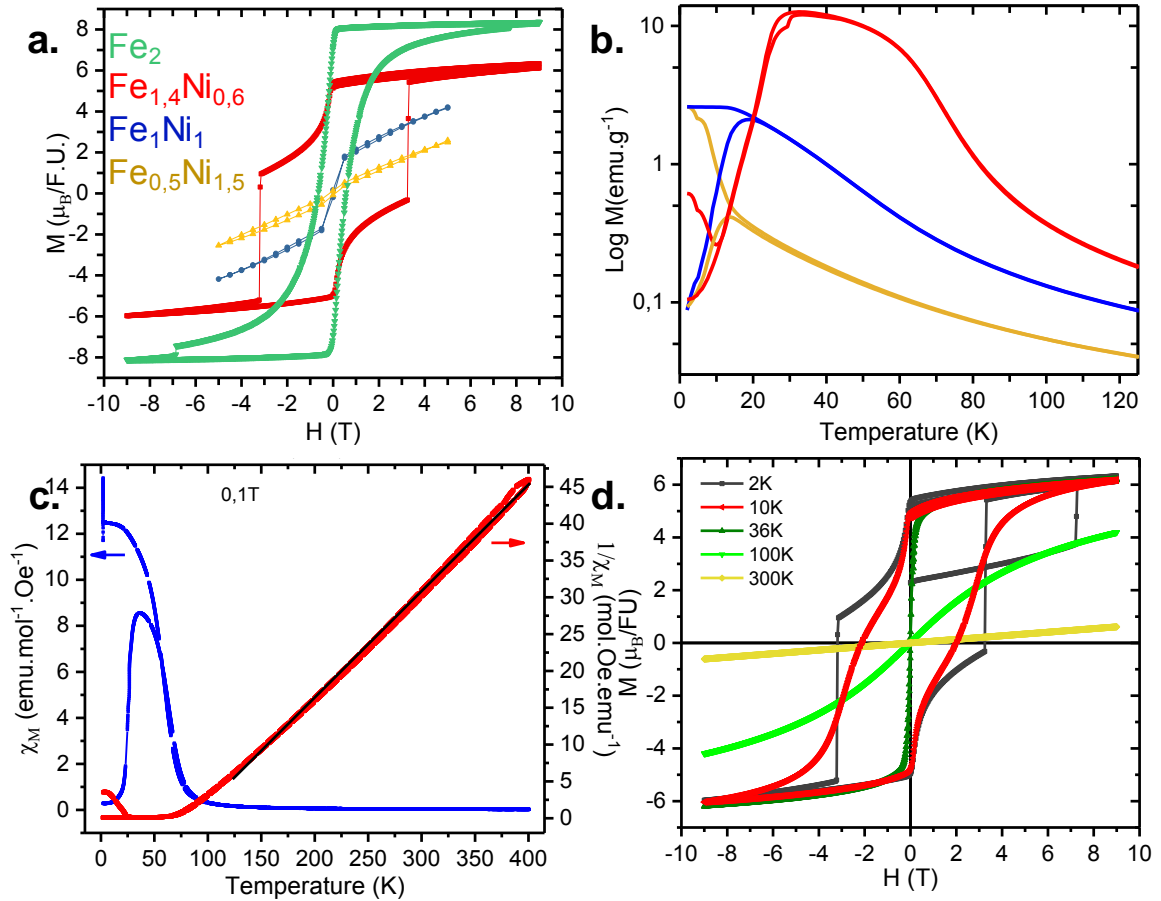 a.
Fe₂
Fe₁,₄Ni₀,₆
Fe₁Ni₁
Fe₀,₅Ni₁,₅
M (μB/F.U.)
8
6
4
2
0
-2
-4
-6
-8
-10 -8 -6 -4 -2 0 2 4 6 8 10
H (T)
b.
Log M(emu.g⁻¹)
10
1
0,1
0 20 40 60 80 100 120
Temperature (K)
c.
0,1T
χM (emu.mol⁻¹.Oe⁻¹)
14
12
10
8
6
4
2
0
45
40
35
30
25
20
15
10
5
0
1/χM (mol.Oe.emu⁻¹)
0 50 100 150 200 250 300 350 400
Temperature (K)
d.
2K
10K
36K
100K
300K
M (μB/FU)
6
4
2
0
-2
-4
-6
-10 -8 -6 -4 -2 0 2 4 6 8 10
H (T)